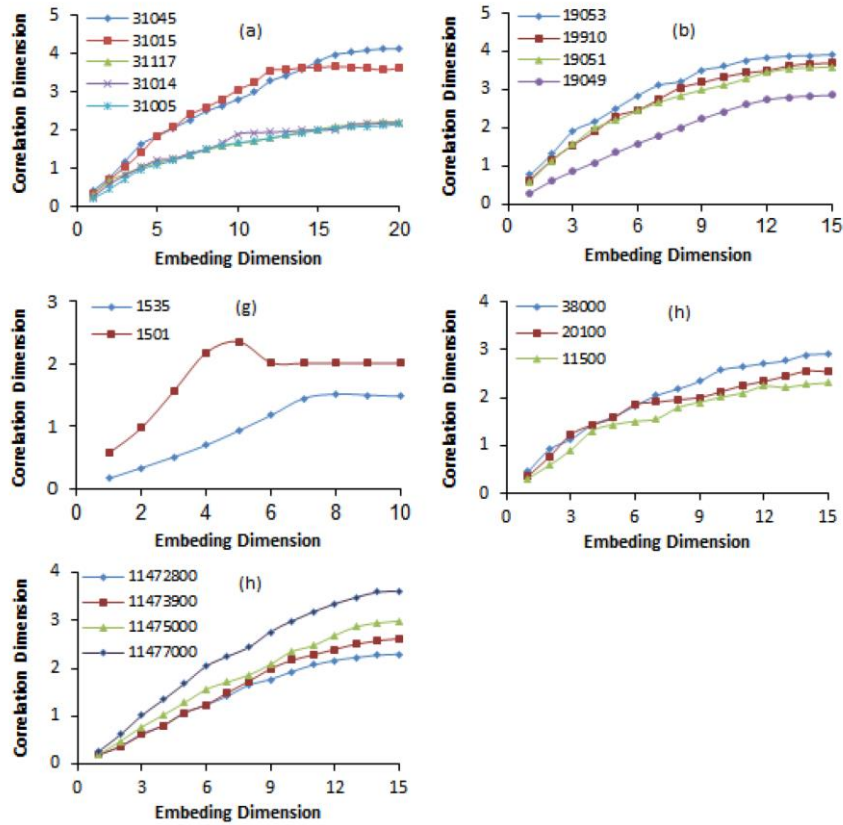 5
4
3
2
1
0
31045
31015
31117
31014
31005
(a)
Correlation Dimension
0 5 10 15 20
Embeding Dimension
5
4
3
2
1
0
19053
19910
19051
19049
(b)
Correlation Dimension
0 3 6 9 12 15
Embeding Dimension
3
2
1
0
1535
1501
(g)
Correlation Dimension
0 2 4 6 8 10
Embeding Dimension
4
3
2
1
0
38000
20100
11500
(h)
Correlation Dimension
0 3 6 9 12 15
Embeding Dimension
4
3
2
1
0
11472800
11473900
11475000
11477000
(h)
Correlation Dimension
0 3 6 9 12 15
Embeding Dimension